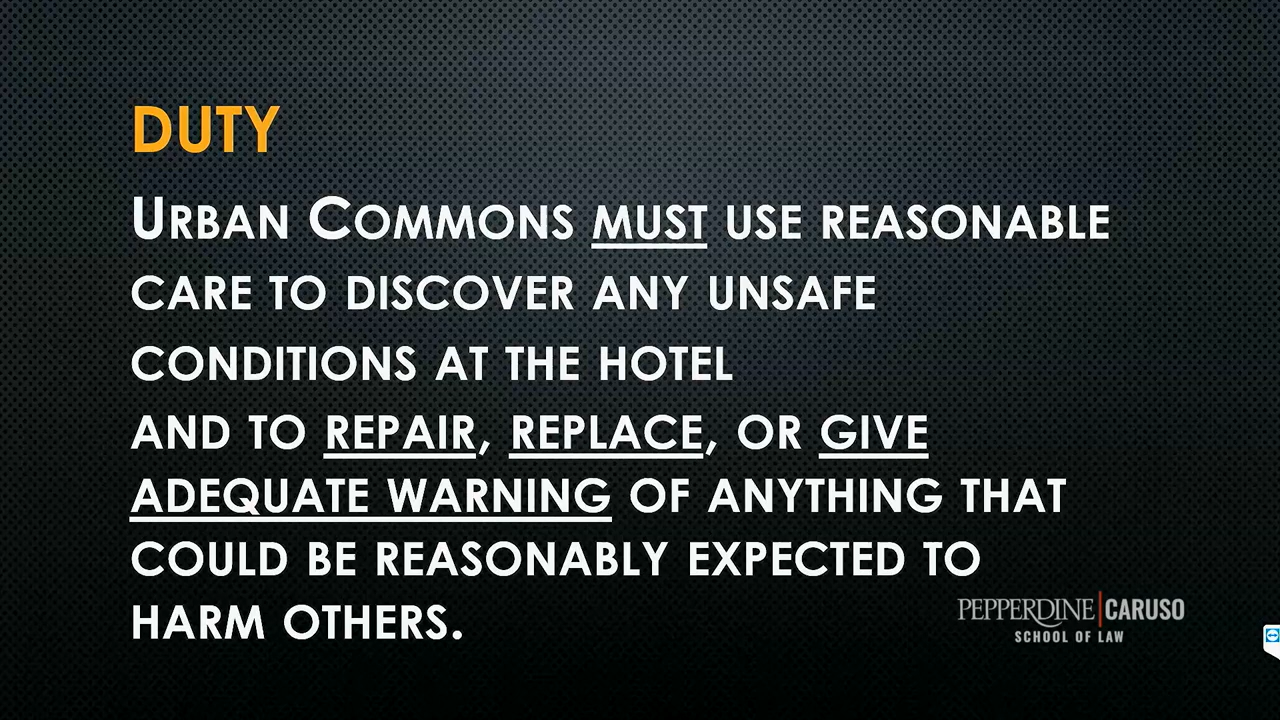 DUTY
URBAN COMMONS MUST USE REASONABLE
CARE TO DISCOVER ANY UNSAFE
CONDITIONS AT THE HOTEL
AND TO REPAIR, REPLACE, OR GIVE
ADEQUATE WARNING OF ANYTHING THAT
COULD BE REASONABLY EXPECTED TO
HARM OTHERS.
PEPPERDINE|CARUSO
SCHOOL OF LAW